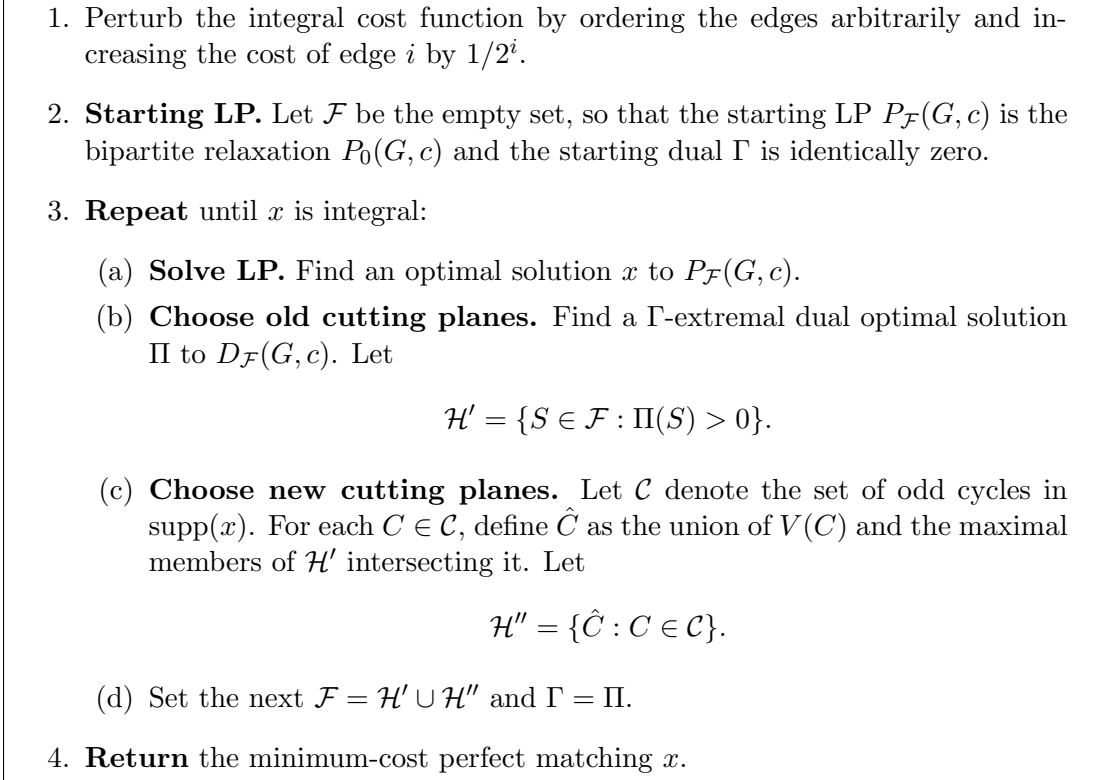 1. Perturb the integral cost function by ordering the edges arbitrarily and in-
creasing the cost of edge i by 1/2^i.
2. Starting LP. Let ℱ be the empty set, so that the starting LP P_ℱ(G, c) is the
bipartite relaxation P_0(G, c) and the starting dual Γ is identically zero.
3. Repeat until x is integral:
(a) Solve LP. Find an optimal solution x to P_ℱ(G, c).
(b) Choose old cutting planes. Find a Γ-extremal dual optimal solution
Π to D_ℱ(G, c). Let
ℋ′ = {S ∈ ℱ : Π(S) > 0}.
(c) Choose new cutting planes. Let 𝒞 denote the set of odd cycles in
supp(x). For each C ∈ 𝒞, define Ĉ as the union of V(C) and the maximal
members of ℋ′ intersecting it. Let
ℋ″ = {Ĉ : C ∈ 𝒞}.
(d) Set the next ℱ = ℋ′ ∪ ℋ″ and Γ = Π.
4. Return the minimum-cost perfect matching x.